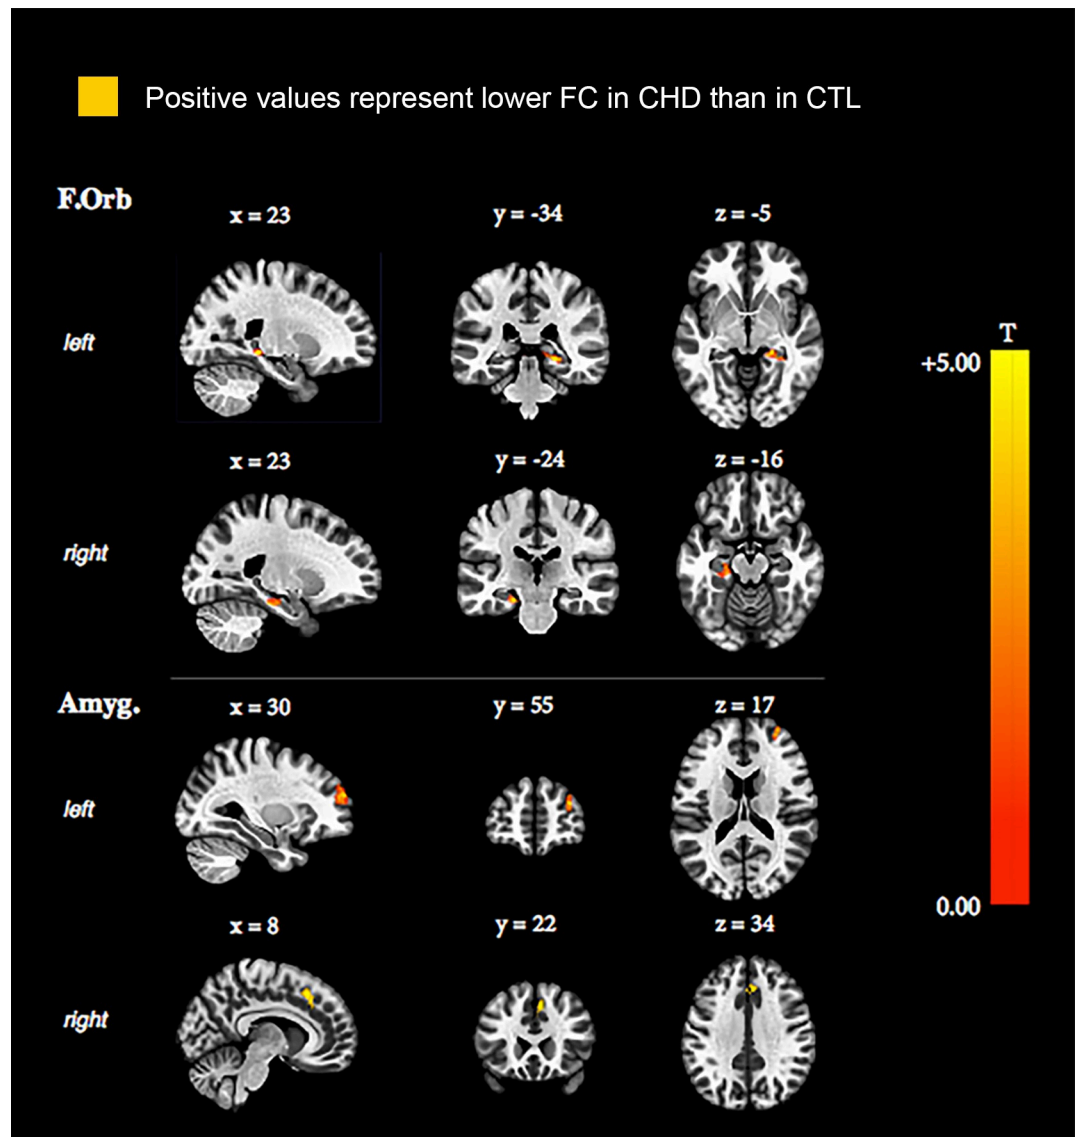 Positive values represent lower FC in CHD than in CTL
F.Orb
x = 23 y = -34 z = -5
left
T
+5.00
x = 23 y = -24 z = -16
right
Amyg.
x = 30 y = 55 z = 17
left
0.00
x = 8 y = 22 z = 34
right